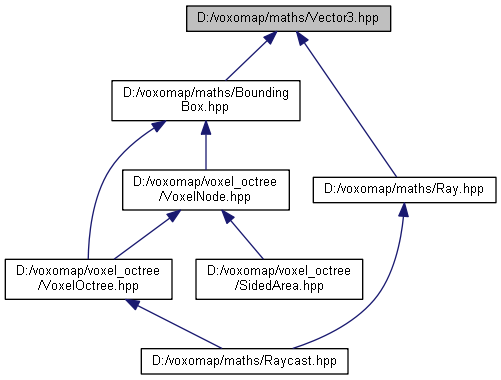 D:/voxomap/maths/Vector3.hpp
D:/voxomap/maths/Bounding
Box.hpp
D:/voxomap/voxel_octree
/VoxelNode.hpp
D:/voxomap/maths/Ray.hpp
D:/voxomap/voxel_octree
/VoxelOctree.hpp
D:/voxomap/voxel_octree
/SidedArea.hpp
D:/voxomap/maths/Raycast.hpp